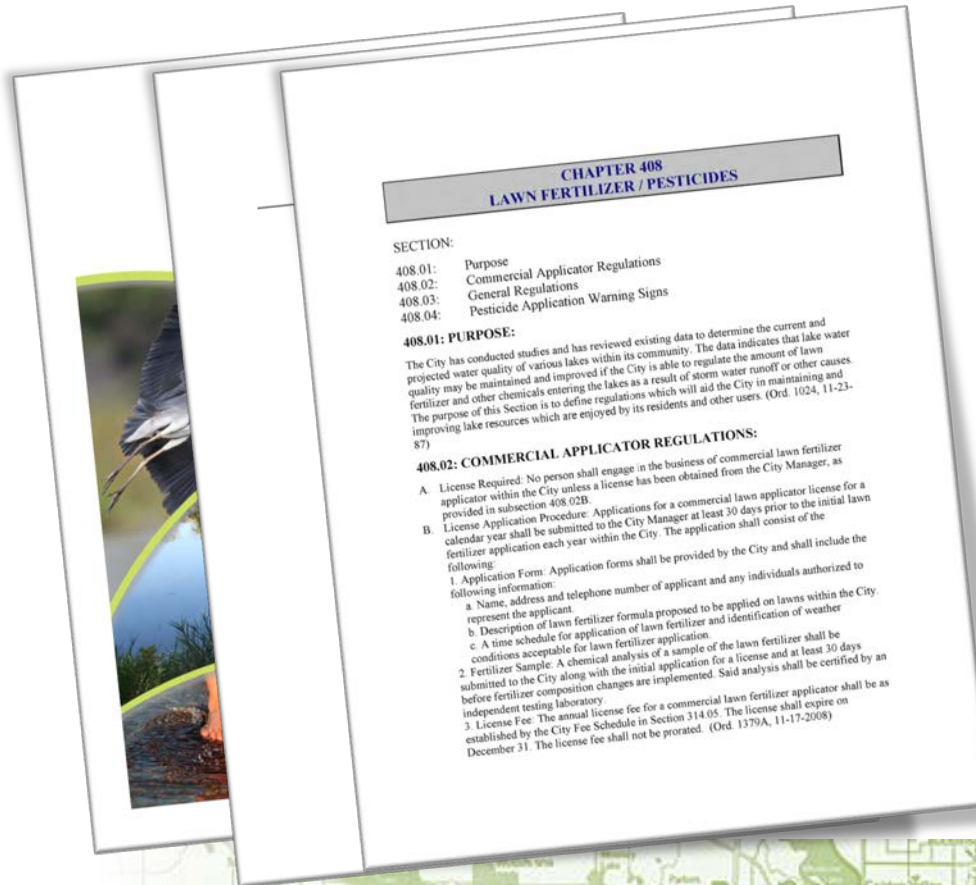 CHAPTER 408
LAWN FERTILIZER / PESTICIDES
SECTION:
408.01: Purpose
408.02: Commercial Applicator Regulations
408.03: General Regulations
408.04: Pesticide Application Warning Signs
408.01: PURPOSE:
The City has conducted studies and has reviewed existing data to determine the current and
projected water quality of various lakes within its community. The data indicates that lake water
quality may be maintained and improved if the City is able to regulate the amount of lawn
fertilizer and other chemicals entering the lakes as a result of storm water runoff or other causes.
The purpose of this Section is to define regulations which will aid the City in maintaining and
improving lake resources which are enjoyed by its residents and other users. (Ord. 1024, 11-23-
87)
408.02: COMMERCIAL APPLICATOR REGULATIONS:
A. License Required: No person shall engage in the business of commercial lawn fertilizer
applicator within the City unless a license has been obtained from the City Manager, as
provided in subsection 408.02B.
B. License Application Procedure: Applications for a commercial lawn applicator license for a
calendar year shall be submitted to the City Manager at least 30 days prior to the initial lawn
fertilizer application each year within the City. The application shall consist of the
following:
1. Application Form: Application forms shall be provided by the City and shall include the
following information:
a. Name, address and telephone number of applicant and any individuals authorized to
represent the applicant.
b. Description of lawn fertilizer formula proposed to be applied on lawns within the City.
c. A time schedule for application of lawn fertilizer and identification of weather
conditions acceptable for lawn fertilizer application.
2. Fertilizer Sample: A chemical analysis of a sample of the lawn fertilizer shall be
submitted to the City along with the initial application for a license and at least 30 days
before fertilizer composition changes are implemented. Said analysis shall be certified by an
independent testing laboratory.
3. License Fee: The annual license fee for a commercial lawn fertilizer applicator shall be as
established by the City Fee Schedule in Section 314.05. The license shall expire on
December 31. The license fee shall not be prorated. (Ord. 1379A, 11-17-2008)